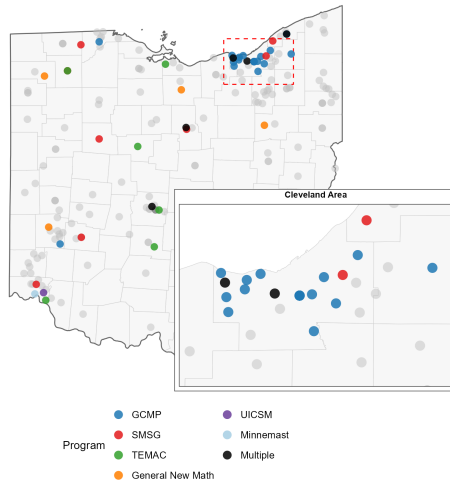 Cleveland Area
Program
GCMP
SMSG
TEMAC
General New Math
UICSM
Minnemast
Multiple